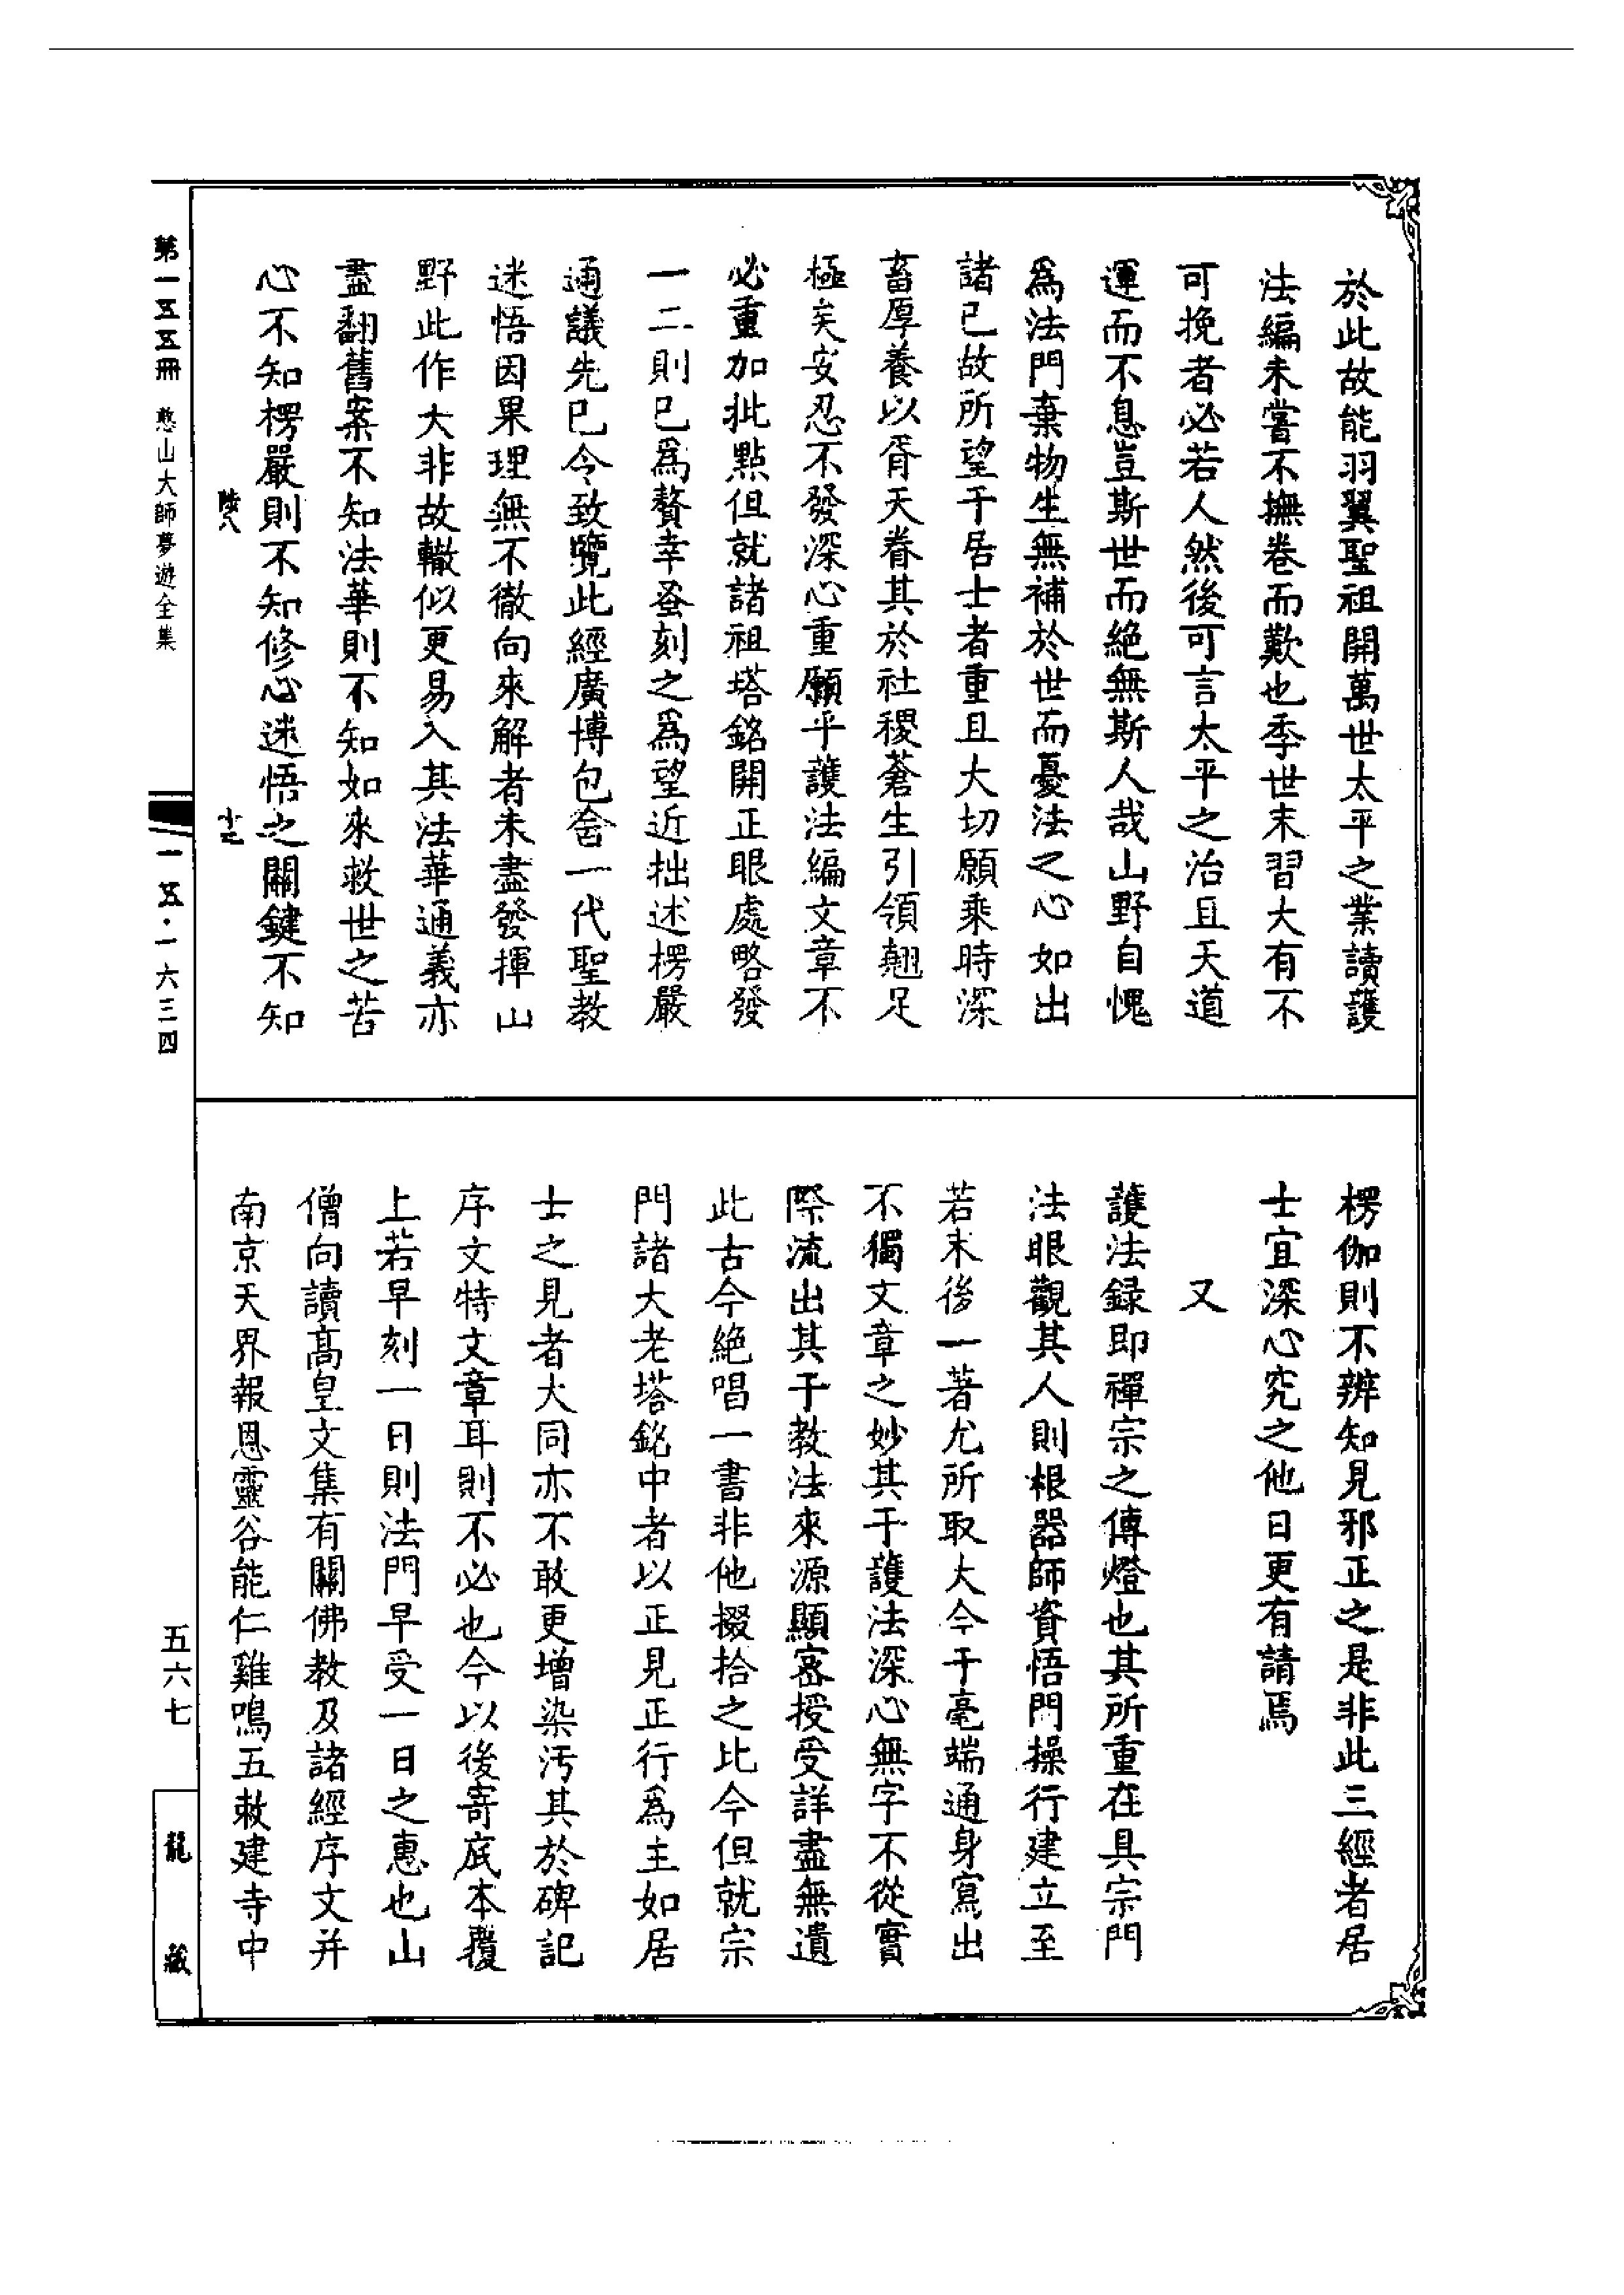 於此故能羽翼聖祖開萬世太平之業讀護
法編未嘗不撫卷而歎也季世末習大有不
可挽者必若人然後可言太平之治且天道
運而不息豈斯世而絕無斯人哉山野自愧
爲法門棄物生無補於世而憂法之心如出
諸已故所望于居士者重且大切願乘時深
畜厚養以胥天眷其於社稷蒼生引領翹足
極矣安忍不發深心重願乎護法編文章不
必重加批點但就諸祖塔銘開正眼處略發
一二則已爲贅幸蚤刻之爲望近拙述楞嚴
通議先已令致覽此經廣博包含一代聖教
迷悟因果理無不徹向來解者未盡發揮山
野此作大非故轍似更易入其法華通義亦
盡翻舊案不知法華則不知如來救世之苦
心不知楞嚴則不知修心迷悟之關鍵不知
楞伽則不辨知見邪正之是非此三經者居
士宜深心究之他日更有請焉
又
護法録即禪宗之傳燈也其所重在具宗門
法眼觀其人則根器師資悟門操行建立至
若末後一著尤所取大今于毫端通身寫出
不獨文章之妙其于護法深心無字不從實
際流出其于教法來源顯密授受詳盡無遺
此古今絕唱一書非他掇拾之比今但就宗
門諸大老塔銘中者以正見正行爲主如居
士之見者大同亦不敢更增染汚其於碑記
序文特文章耳則不必也今以後寄底本覆
上若早刻一日則法門早受一日之惠也山
僧向讀高皇文集有關佛教及諸經序文并
南京天界報恩靈谷能仁雞鳴五敕建寺中
第一五五冊 憨山大師夢遊全集
一五五·一六三四
五六七
龍藏